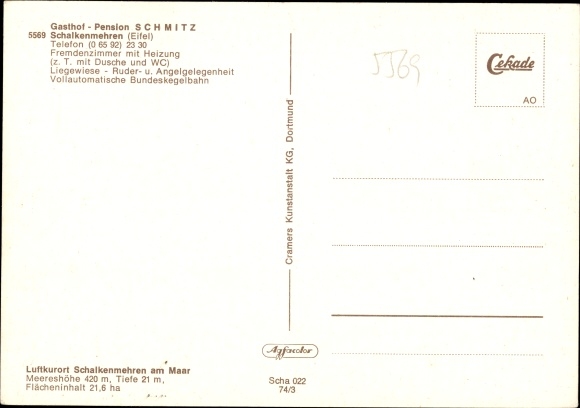 Gasthof - Pension SCHMITZ
5569 Schalkenmehren (Eifel)
Telefon (0 65 92) 23 30
Fremdenzimmer mit Heizung
(z. T. mit Dusche und WC)
Liegewiese - Ruder- u. Angelgelegenheit
Vollautomatische Bundeskegelbahn
5569
Cekade
AO
Cramers Kunstanstalt KG, Dortmund
Agfacolor
Luftkurort Schalkenmehren am Maar
Meereshöhe 420 m, Tiefe 21 m,
Flächeninhalt 21,6 ha
Scha 022
74/3